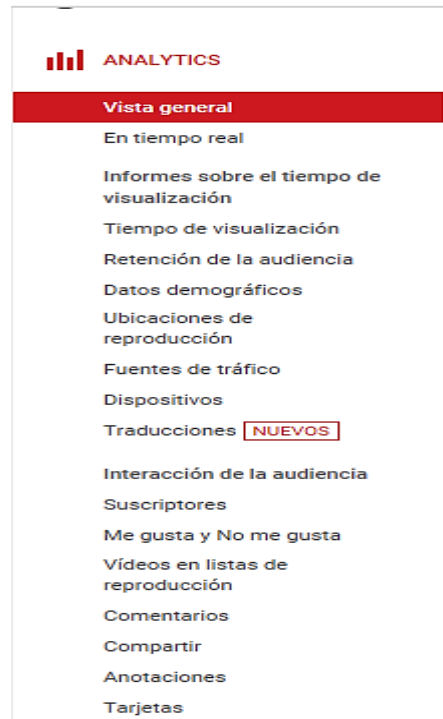 ANALYTICS
Vista general
En tiempo real
Informes sobre el tiempo de
visualización
Tiempo de visualización
Retención de la audiencia
Datos demográficos
Ubicaciones de
reproducción
Fuentes de tráfico
Dispositivos
Traducciones NUEVOS
Interacción de la audiencia
Suscriptores
Me gusta y No me gusta
Vídeos en listas de
reproducción
Comentarios
Compartir
Anotaciones
Tarjetas